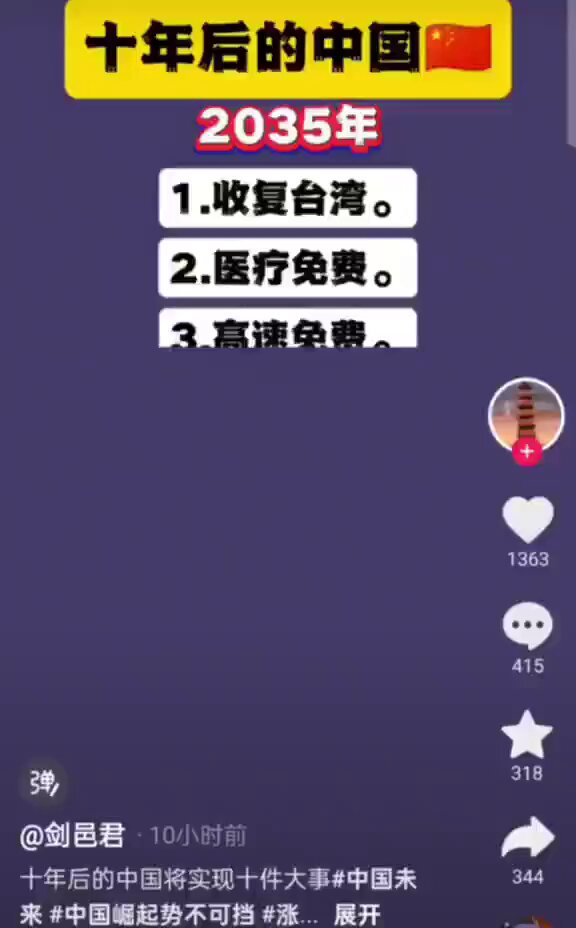 十年后的中国🇨🇳
2035年
1.收复台湾。
2.医疗免费。
3.高速免费。
1363
415
318
344
弹
@剑邑君 · 10小时前
十年后的中国将实现十件大事#中国未
来 #中国崛起势不可挡 #涨... 展开